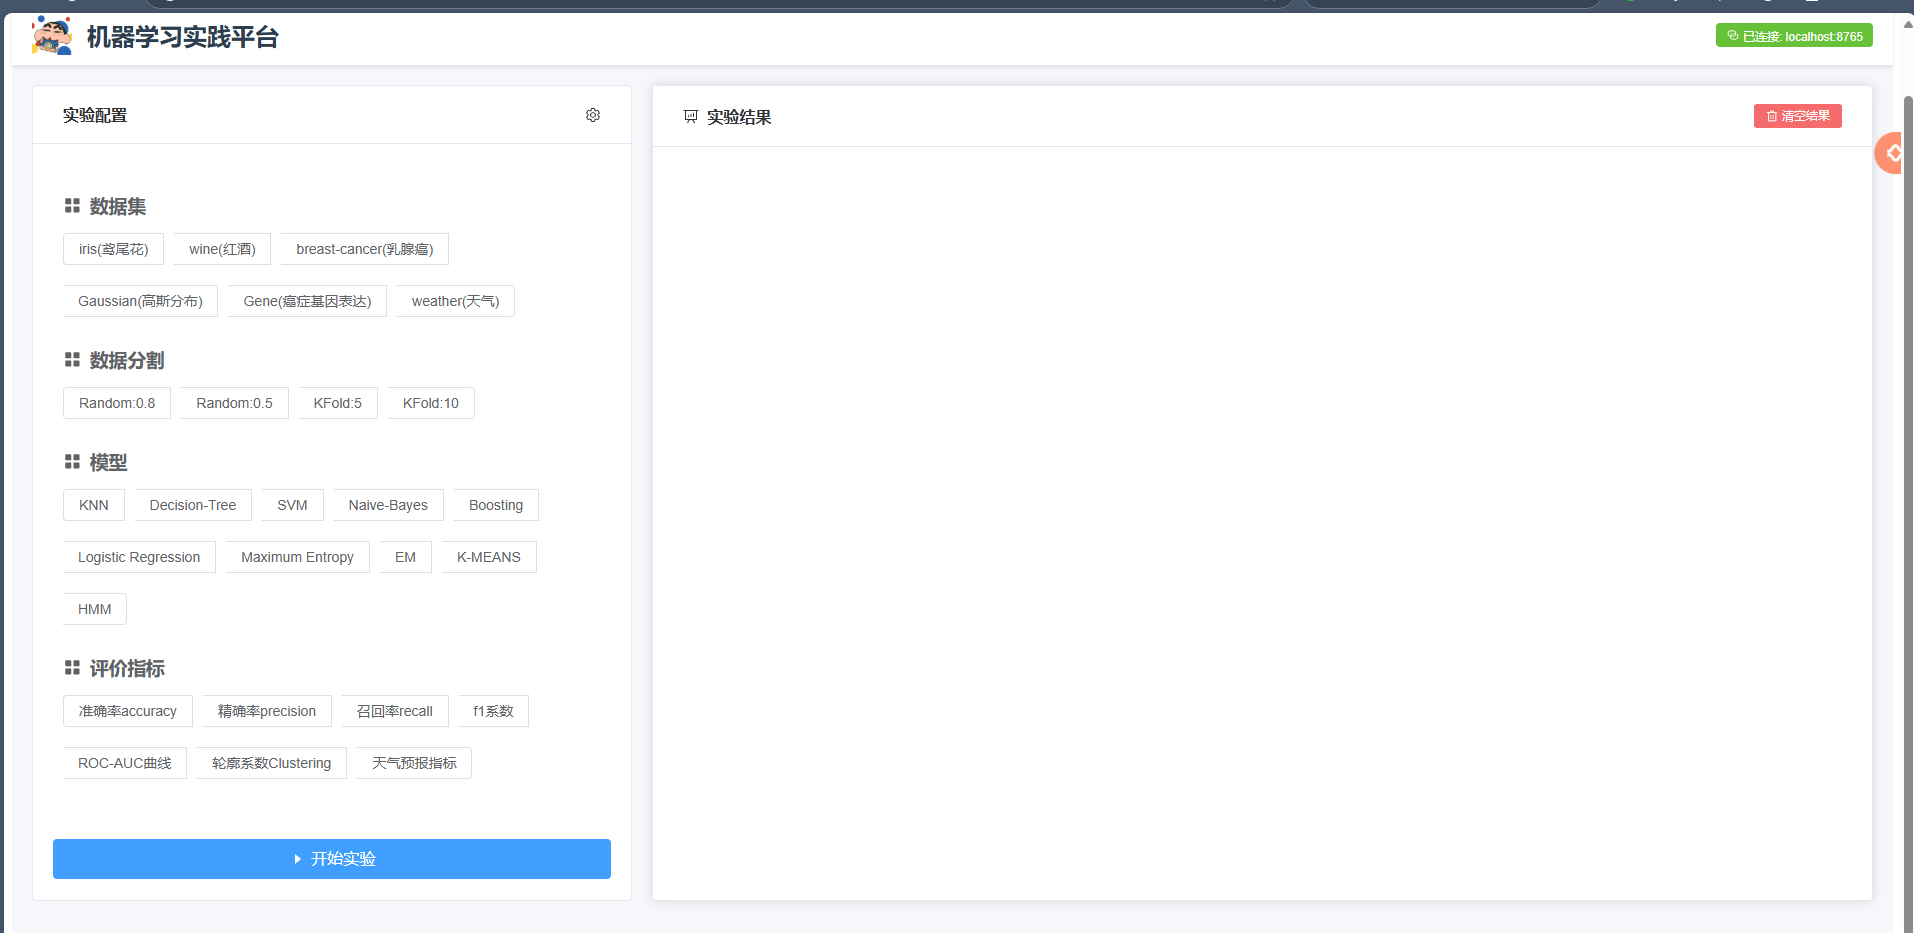 机器学习实践平台
已连接: localhost:8765
实验配置
实验结果
清空结果
数据集
iris(鸢尾花)
wine(红酒)
breast-cancer(乳腺癌)
Gaussian(高斯分布)
Gene(癌症基因表达)
weather(天气)
数据分割
Random:0.8
Random:0.5
KFold:5
KFold:10
模型
KNN
Decision-Tree
SVM
Naive-Bayes
Boosting
Logistic Regression
Maximum Entropy
EM
K-MEANS
HMM
评价指标
准确率accuracy
精确率precision
召回率recall
f1系数
ROC-AUC曲线
轮廓系数Clustering
天气预报指标
开始实验